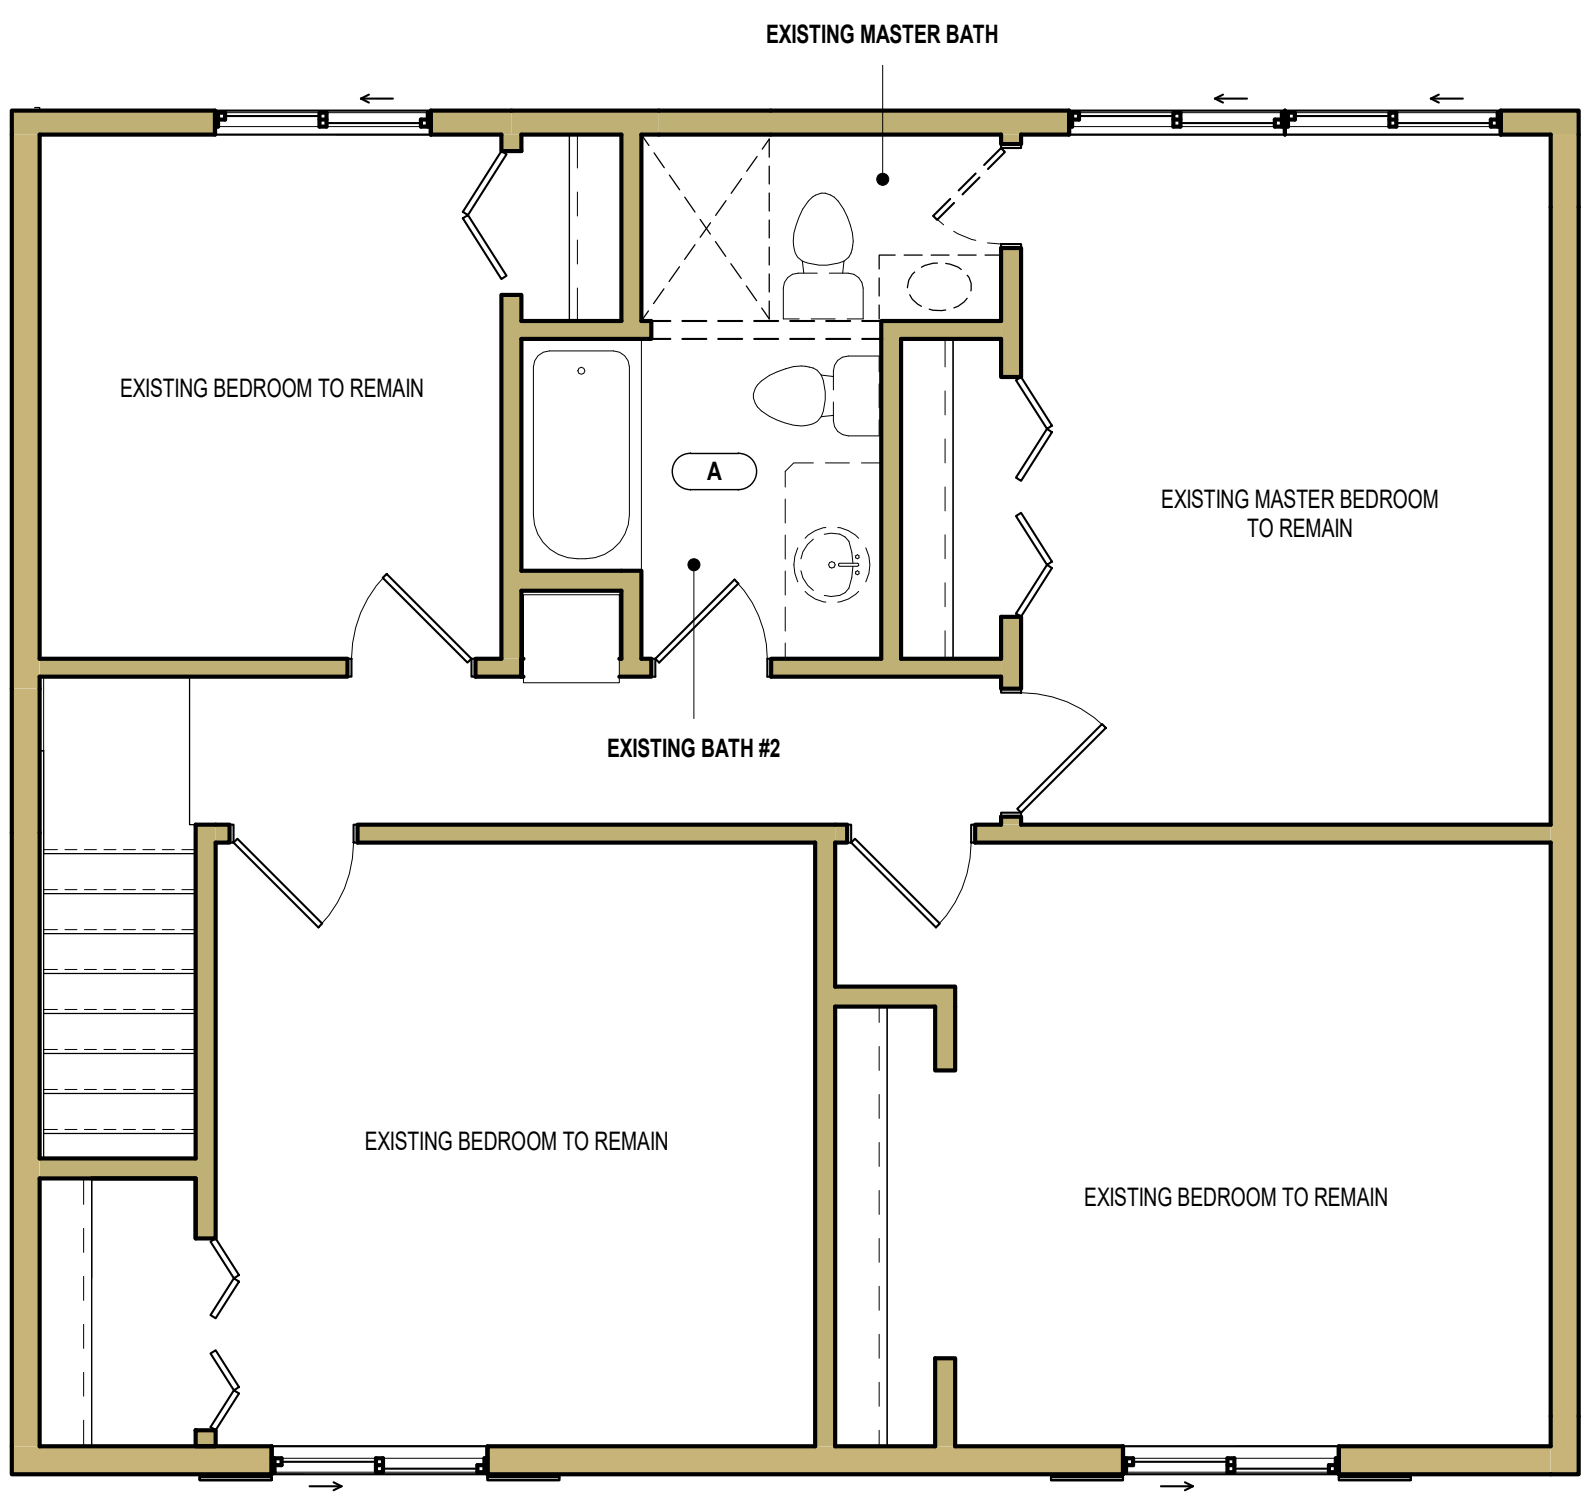 EXISTING MASTER BATH
EXISTING BEDROOM TO REMAIN
A
EXISTING MASTER BEDROOM
TO REMAIN
EXISTING BATH #2
EXISTING BEDROOM TO REMAIN
EXISTING BEDROOM TO REMAIN